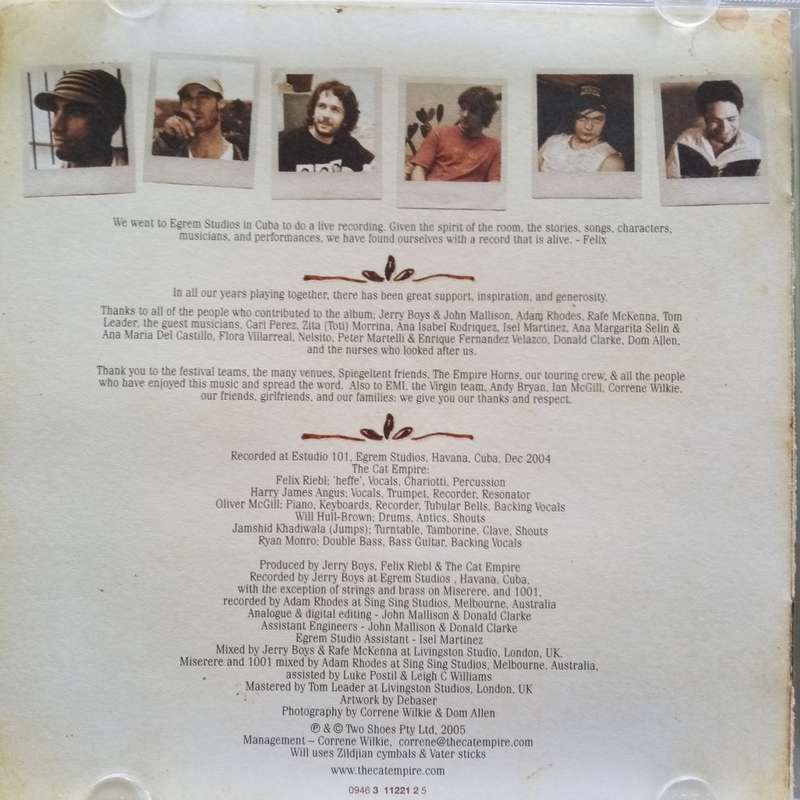 We went to Egrem Studios in Cuba to do a live recording. Given the spirit of the room, the stories, songs, characters,
musicians, and performances, we have found ourselves with a record that is alive. - Felix
In all our years playing together, there has been great support, inspiration, and generosity.
Thanks to all of the people who contributed to the album; Jerry Boys & John Mallison, Adam Rhodes, Rafe McKenna, Tom
Leader, the guest musicians, Cari Perez, Zita (Toti) Morrina, Ana Isabel Rodriquez, Isel Martinez, Ana Margarita Selin &
Ana Maria Del Castillo, Flora Villarreal, Nelsito, Peter Martelli & Enrique Fernandez Velazco, Donald Clarke, Dom Allen,
and the nurses who looked after us.
Thank you to the festival teams, the many venues, Spiegeltent friends, The Empire Horns, our touring crew, & all the people
who have enjoyed this music and spread the word. Also to EMI, the Virgin team, Andy Bryan, Ian McGill, Correne Wilkie,
our friends, girlfriends, and our families: we give you our thanks and respect.
Recorded at Estudio 101, Egrem Studios, Havana, Cuba, Dec 2004
The Cat Empire:
Felix Riebl; 'heffe', Vocals, Chariotti, Percussion
Harry James Angus; Vocals, Trumpet, Recorder, Resonator
Oliver McGill; Piano, Keyboards, Recorder, Tubular Bells, Backing Vocals
Will Hull-Brown; Drums, Antics, Shouts
Jamshid Khadiwala (Jumps); Turntable, Tamborine, Clave, Shouts
Ryan Monro; Double Bass, Bass Guitar, Backing Vocals
Produced by Jerry Boys, Felix Riebl & The Cat Empire
Recorded by Jerry Boys at Egrem Studios , Havana, Cuba,
with the exception of strings and brass on Miserere, and 1001,
recorded by Adam Rhodes at Sing Sing Studios, Melbourne, Australia
Analogue & digital editing - John Mallison & Donald Clarke
Assistant Engineers - John Mallison & Donald Clarke
Egrem Studio Assistant - Isel Martinez
Mixed by Jerry Boys & Rafe McKenna at Livingston Studio, London, UK.
Miserere and 1001 mixed by Adam Rhodes at Sing Sing Studios, Melbourne, Australia,
assisted by Luke Postil & Leigh C Williams
Mastered by Tom Leader at Livingston Studios, London, UK
Artwork by Debaser
Photography by Correne Wilkie & Dom Allen
℗ & © Two Shoes Pty Ltd, 2005
Management – Correne Wilkie, correne@thecatempire.com
Will uses Zildjian cymbals & Vater sticks
www.thecatempire.com
0946 3 11221 2 5